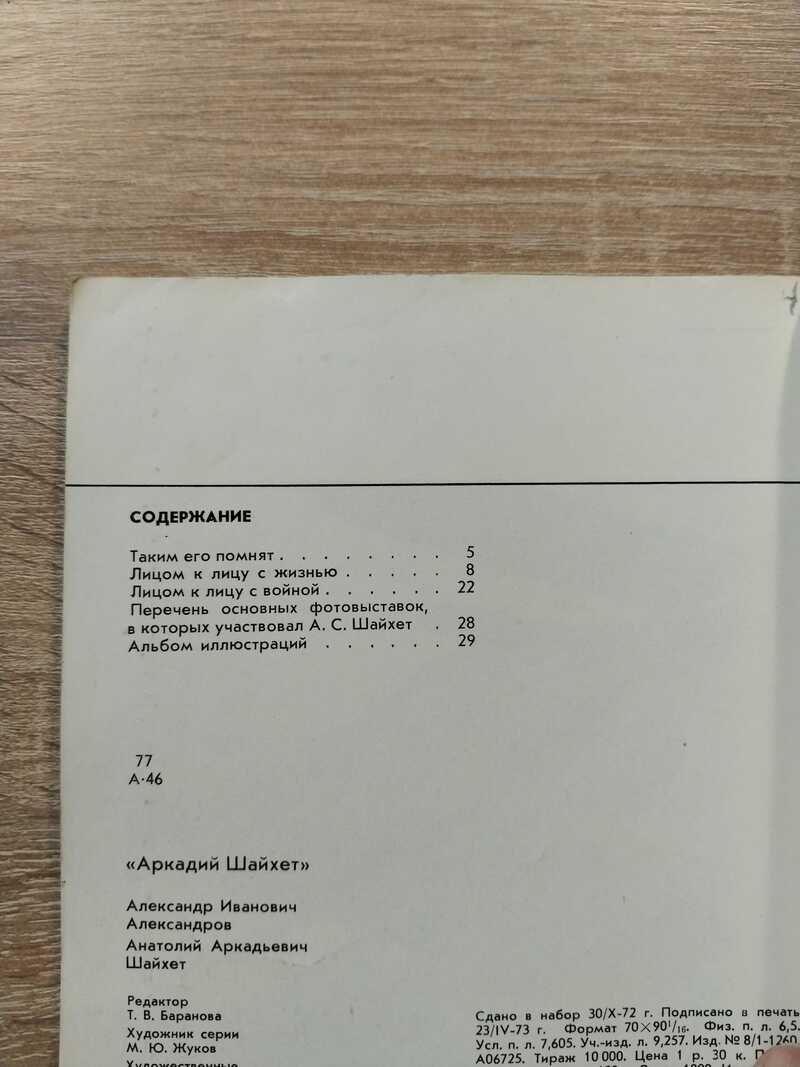 СОДЕРЖАНИЕ
Таким его помнят . . . . . . . . 5
Лицом к лицу с жизнью . . . . . 8
Лицом к лицу с войной . . . . . . 22
Перечень основных фотовыставок,
в которых участвовал А. С. Шайхет . 28
Альбом иллюстраций . . . . . . 29
77
А-46
«Аркадий Шайхет»
Александр Иванович
Александров
Анатолий Аркадьевич
Шайхет
Редактор
Т. В. Баранова
Художник серии
М. Ю. Жуков
Художественные
Сдано в набор 30/X-72 г. Подписано в печать
23/IV-73 г. Формат 70×90¹/₁₆. Физ. п. л. 6,5.
Усл. п. л. 7,605. Уч.-изд. л. 9,257. Изд. № 8/1-1260.
А06725. Тираж 10 000. Цена 1 р. 30 к.